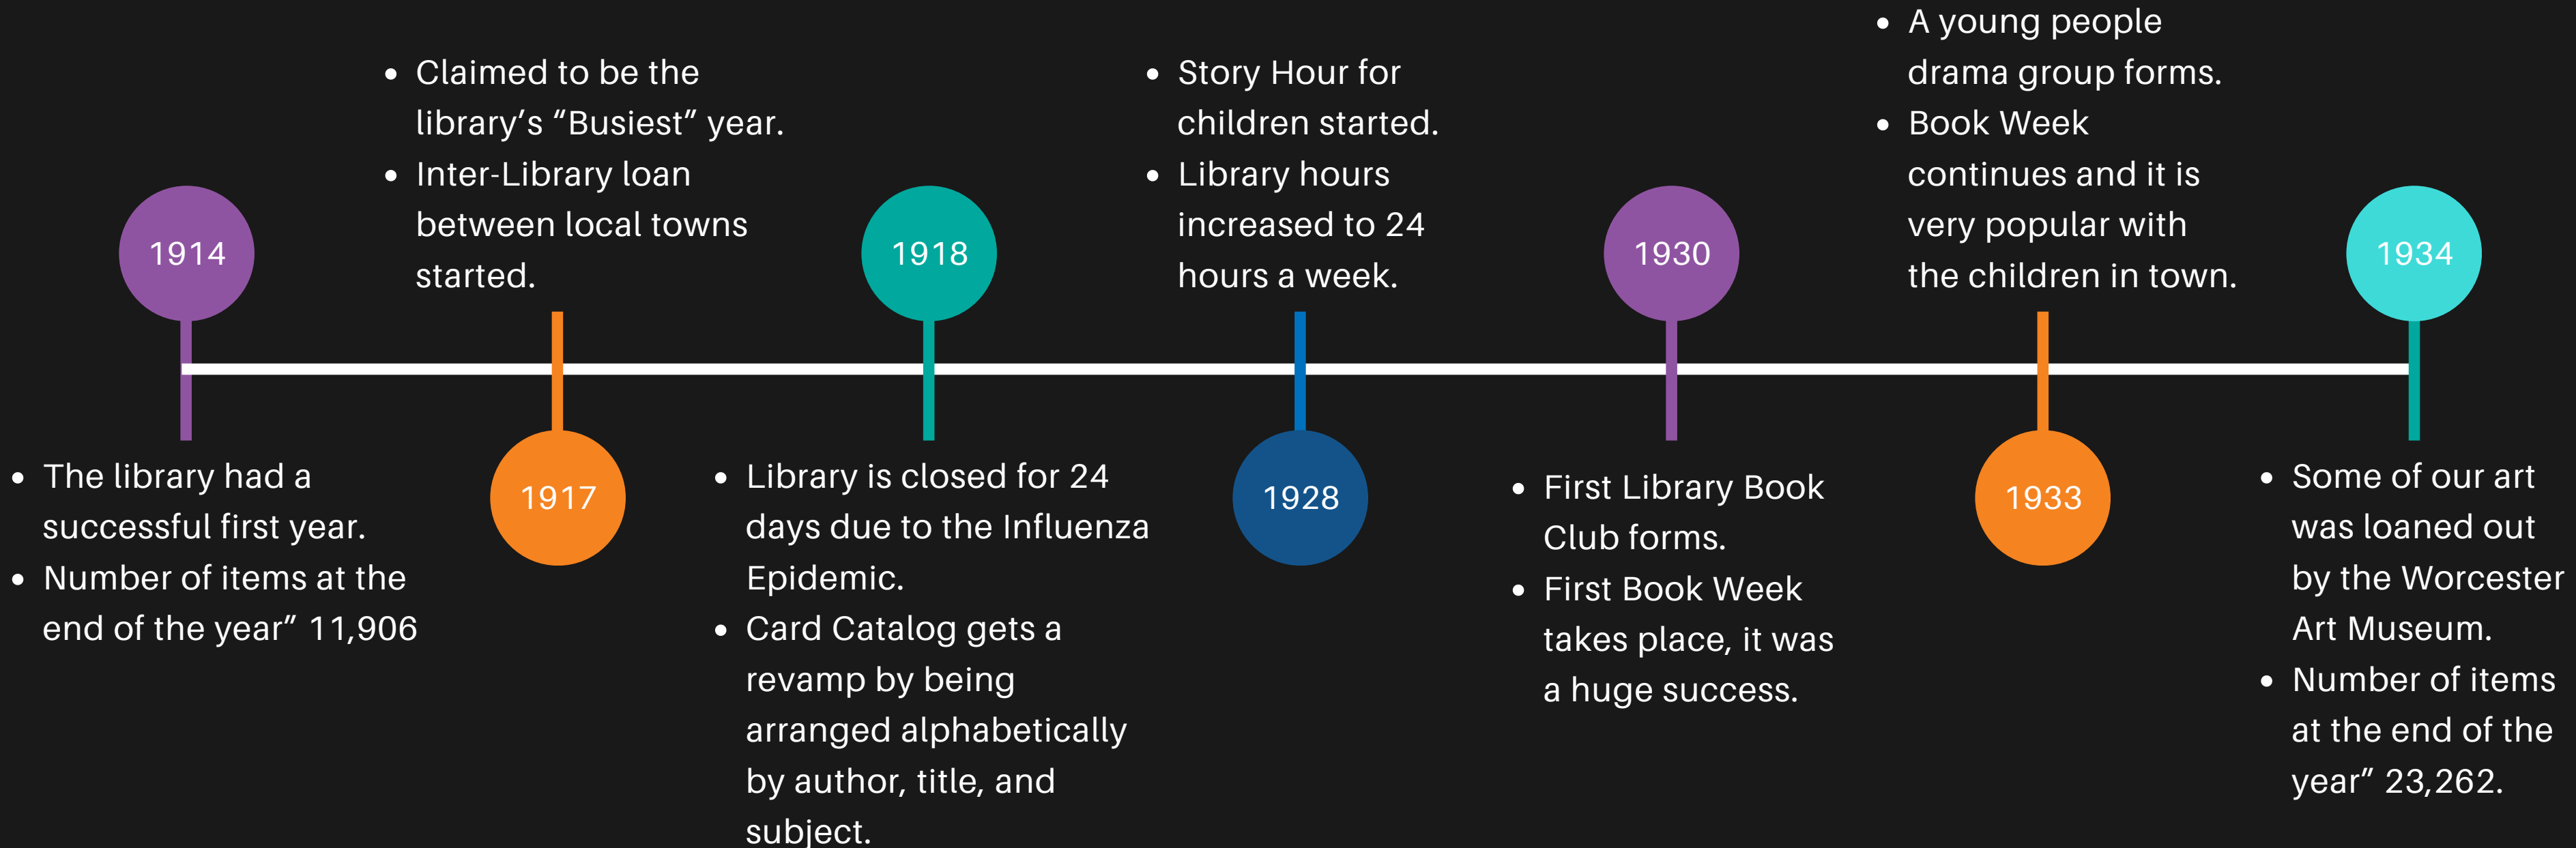 1914
• The library had a
successful first year.
• Number of items at the
end of the year” 11,906
• Claimed to be the
library’s “Busiest” year.
• Inter-Library loan
between local towns
started.
1917
1918
• Library is closed for 24
days due to the Influenza
Epidemic.
• Card Catalog gets a
revamp by being
arranged alphabetically
by author, title, and
subject.
• Story Hour for
children started.
• Library hours
increased to 24
hours a week.
1928
1930
• First Library Book
Club forms.
• First Book Week
takes place, it was
a huge success.
• A young people
drama group forms.
• Book Week
continues and it is
very popular with
the children in town.
1933
1934
• Some of our art
was loaned out
by the Worcester
Art Museum.
• Number of items
at the end of the
year” 23,262.